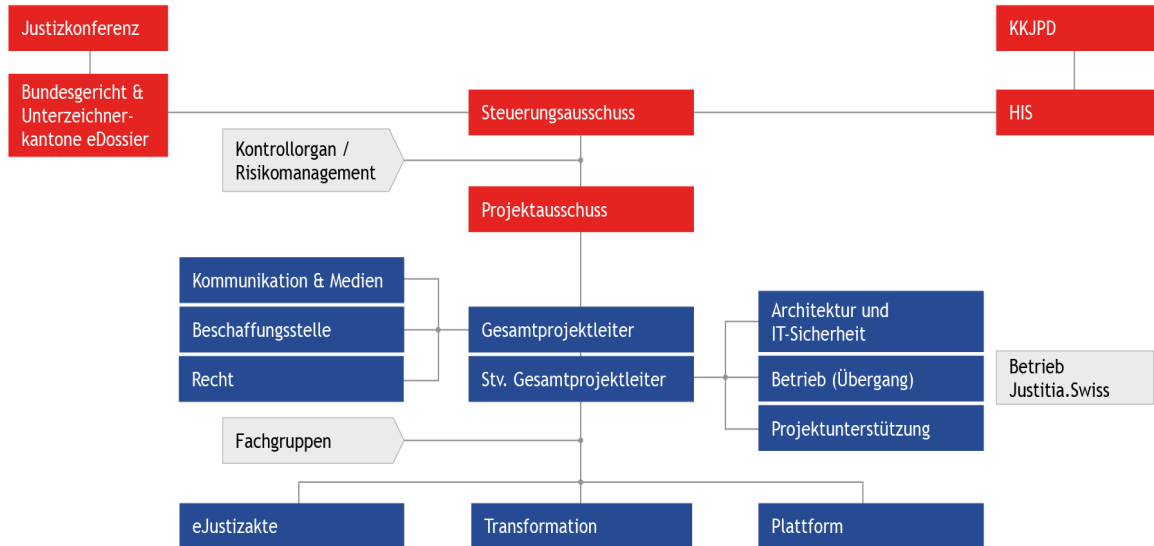 Justizkonferenz
KKJPD
Bundesgericht &
Unterzeichner-
kantone eDossier
Steuerungsausschuss
HIS
Kontrollorgan /
Risikomanagement
Projektausschuss
Kommunikation & Medien
Beschaffungsstelle
Recht
Gesamtprojektleiter
Stv. Gesamtprojektleiter
Architektur und
IT-Sicherheit
Betrieb (Übergang)
Projektunterstützung
Betrieb
Justitia.Swiss
Fachgruppen
eJustizakte
Transformation
Plattform